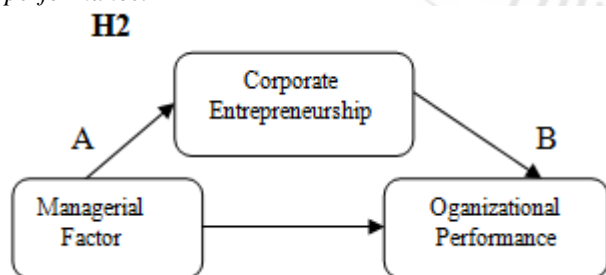 H2
Corporate
Entrepreneurship
A
B
Managerial
Factor
Oganizational
Performance